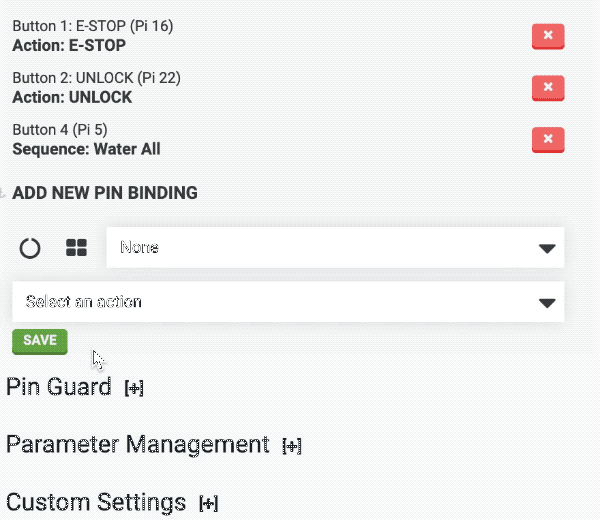 Button 1: E-STOP (Pi 16)
Action: E-STOP
Button 2: UNLOCK (Pi 22)
Action: UNLOCK
Button 4 (Pi 5)
Sequence: Water All
ADD NEW PIN BINDING
None
Select an action
SAVE
Pin Guard [+]
Parameter Management [+]
Custom Settings [+]